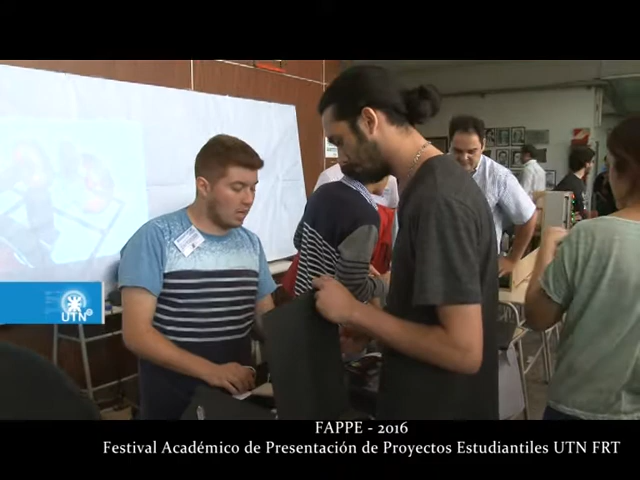 UTN
FAPPE - 2016
Festival Académico de Presentación de Proyectos Estudiantiles UTN FRT